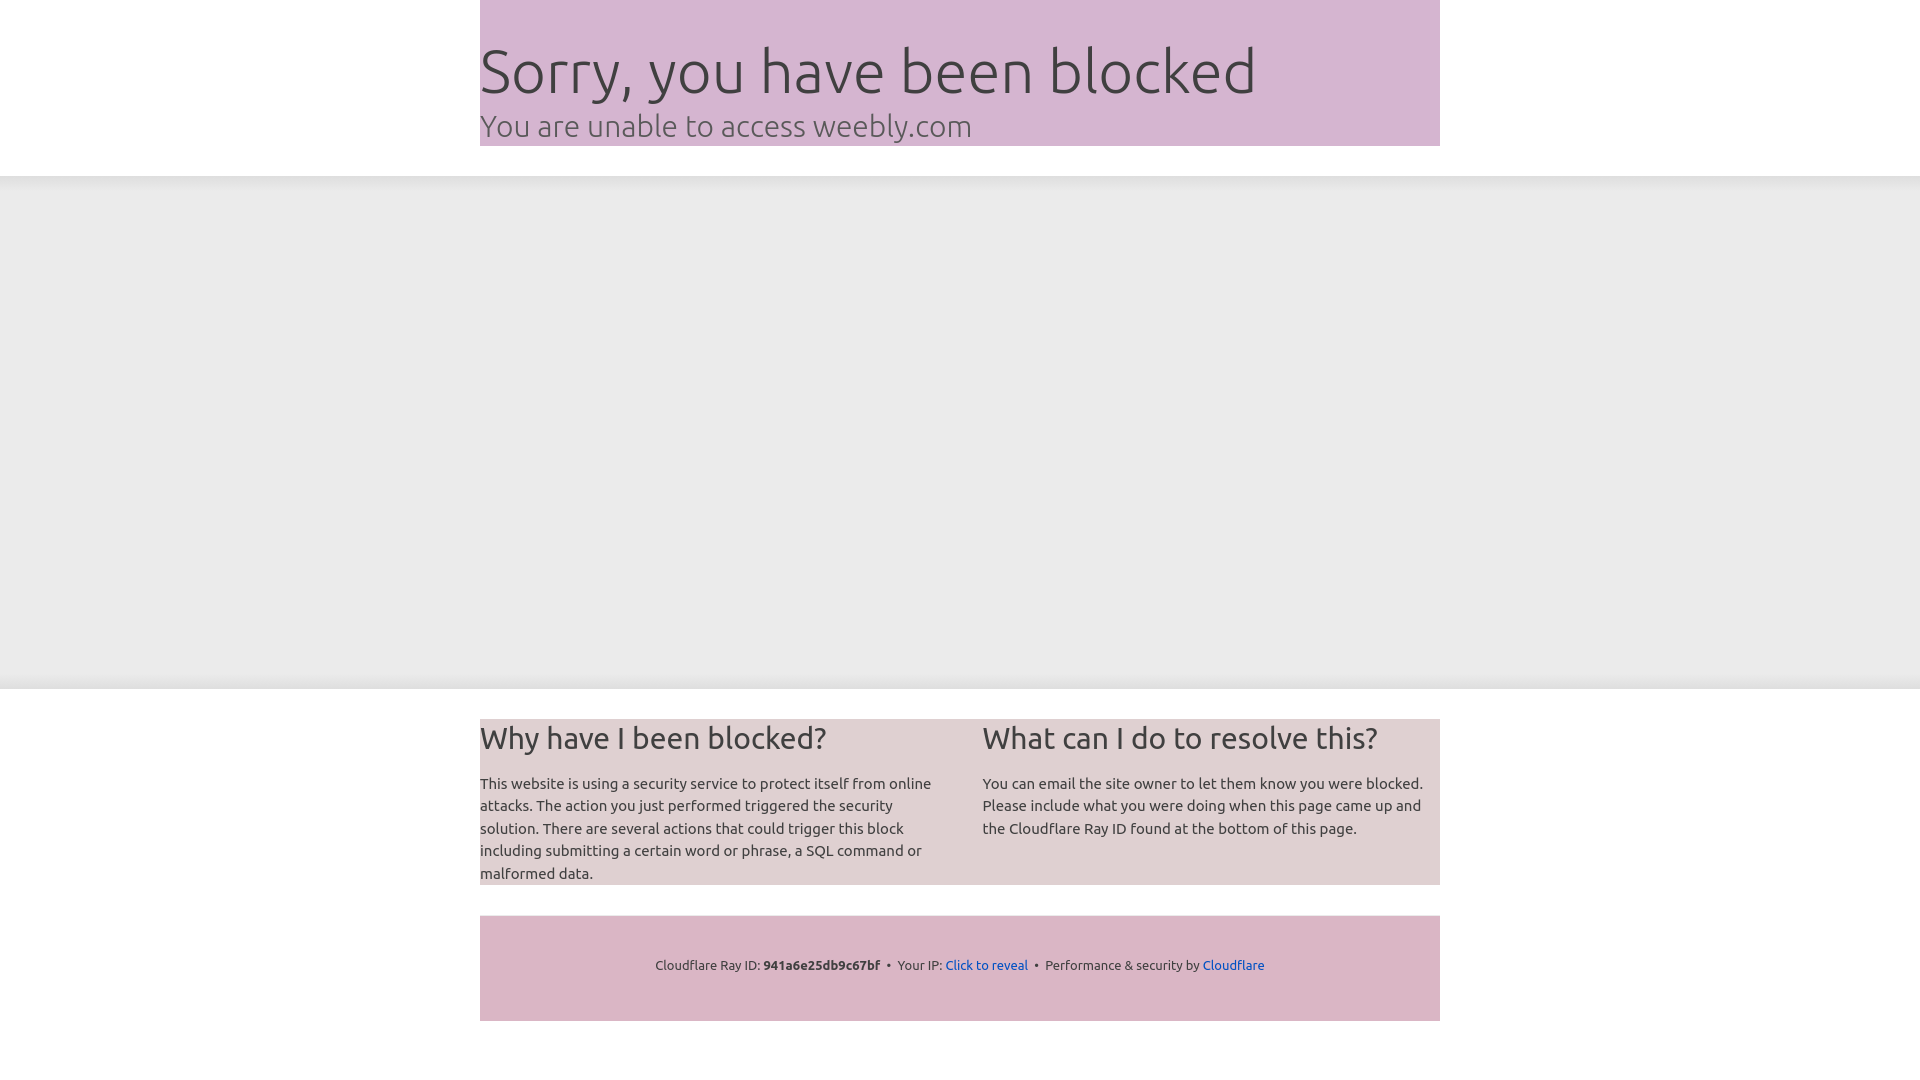 Sorry, you have been blocked
You are unable to access weebly.com
Why have I been blocked?
This website is using a security service to protect itself from online
attacks. The action you just performed triggered the security
solution. There are several actions that could trigger this block
including submitting a certain word or phrase, a SQL command or
malformed data.
What can I do to resolve this?
You can email the site owner to let them know you were blocked.
Please include what you were doing when this page came up and
the Cloudflare Ray ID found at the bottom of this page.
Cloudflare Ray ID: 941a6e25db9c67bf • Your IP: Click to reveal • Performance & security by Cloudflare